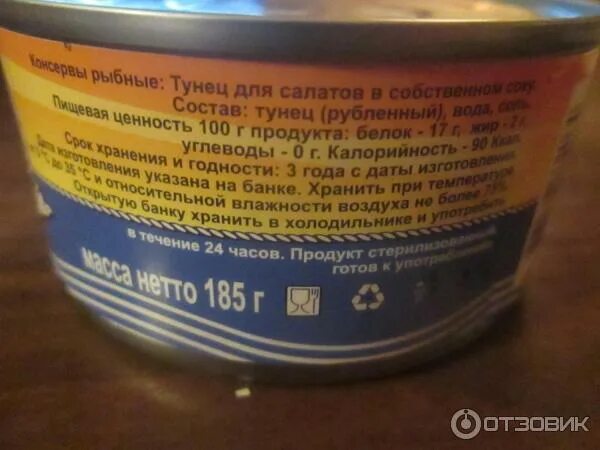 Консервы рыбные: Тунец для салатов в собственном соку.
Состав: тунец (рубленный), вода, соль.
Пищевая ценность 100 г продукта: белок - 17 г, жир - 2 г,
углеводы - 0 г. Калорийность - 90 Ккал.
Срок хранения и годности: 3 года с даты изготовления.
Дата изготовления указана на банке. Хранить при температуре
°C до 35 °C и относительной влажности воздуха не более 75%.
Открытую банку хранить в холодильнике и употребить
в течение 24 часов. Продукт стерилизованный,
готов к употреблению.
масса нетто 185 г
ОТЗОВИК